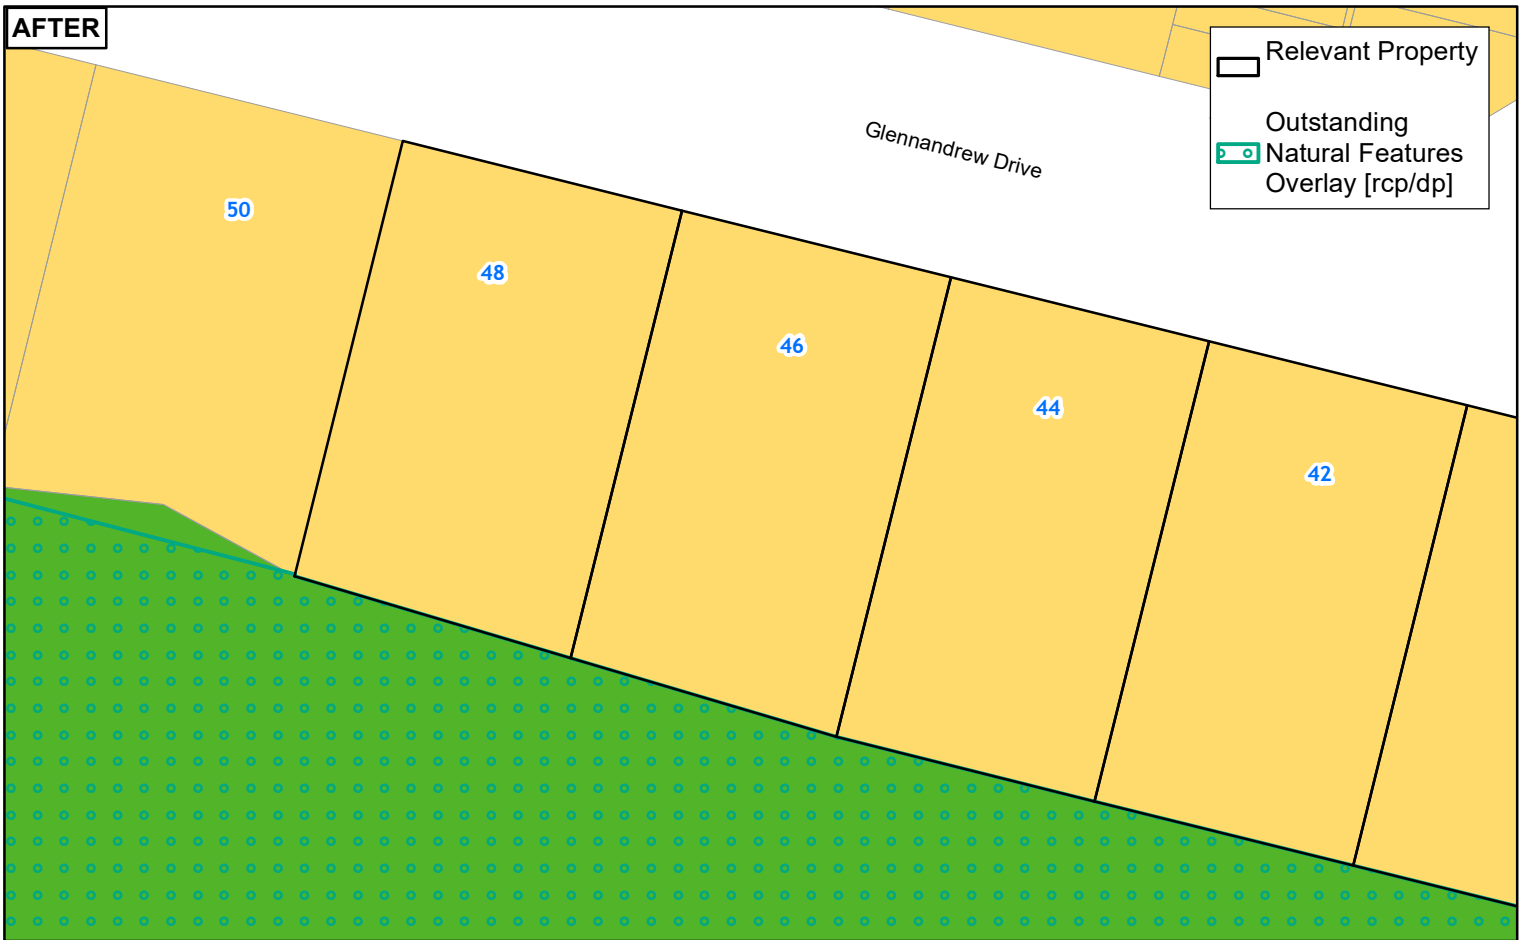 AFTER
Relevant Property
Outstanding
Natural Features
Overlay [rcp/dp]
Glennandrew Drive
50
48
46
44
42